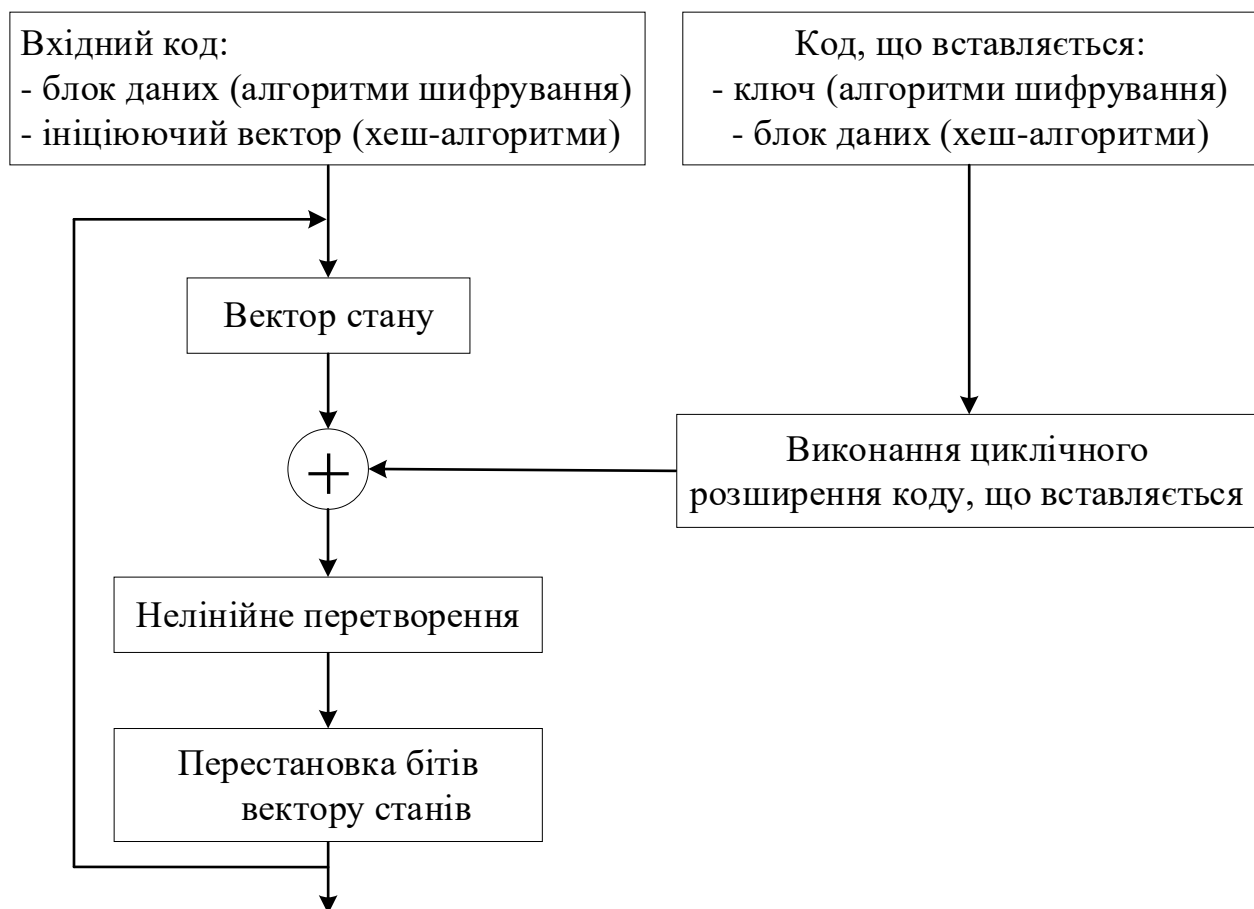 Вхідний код:
- блок даних (алгоритми шифрування)
- ініціюючий вектор (хеш-алгоритми)
Код, що вставляється:
- ключ (алгоритми шифрування)
- блок даних (хеш-алгоритми)
Вектор стану
+
Виконання циклічного
розширення коду, що вставляється
Нелінійне перетворення
Перестановка бітів
вектору станів